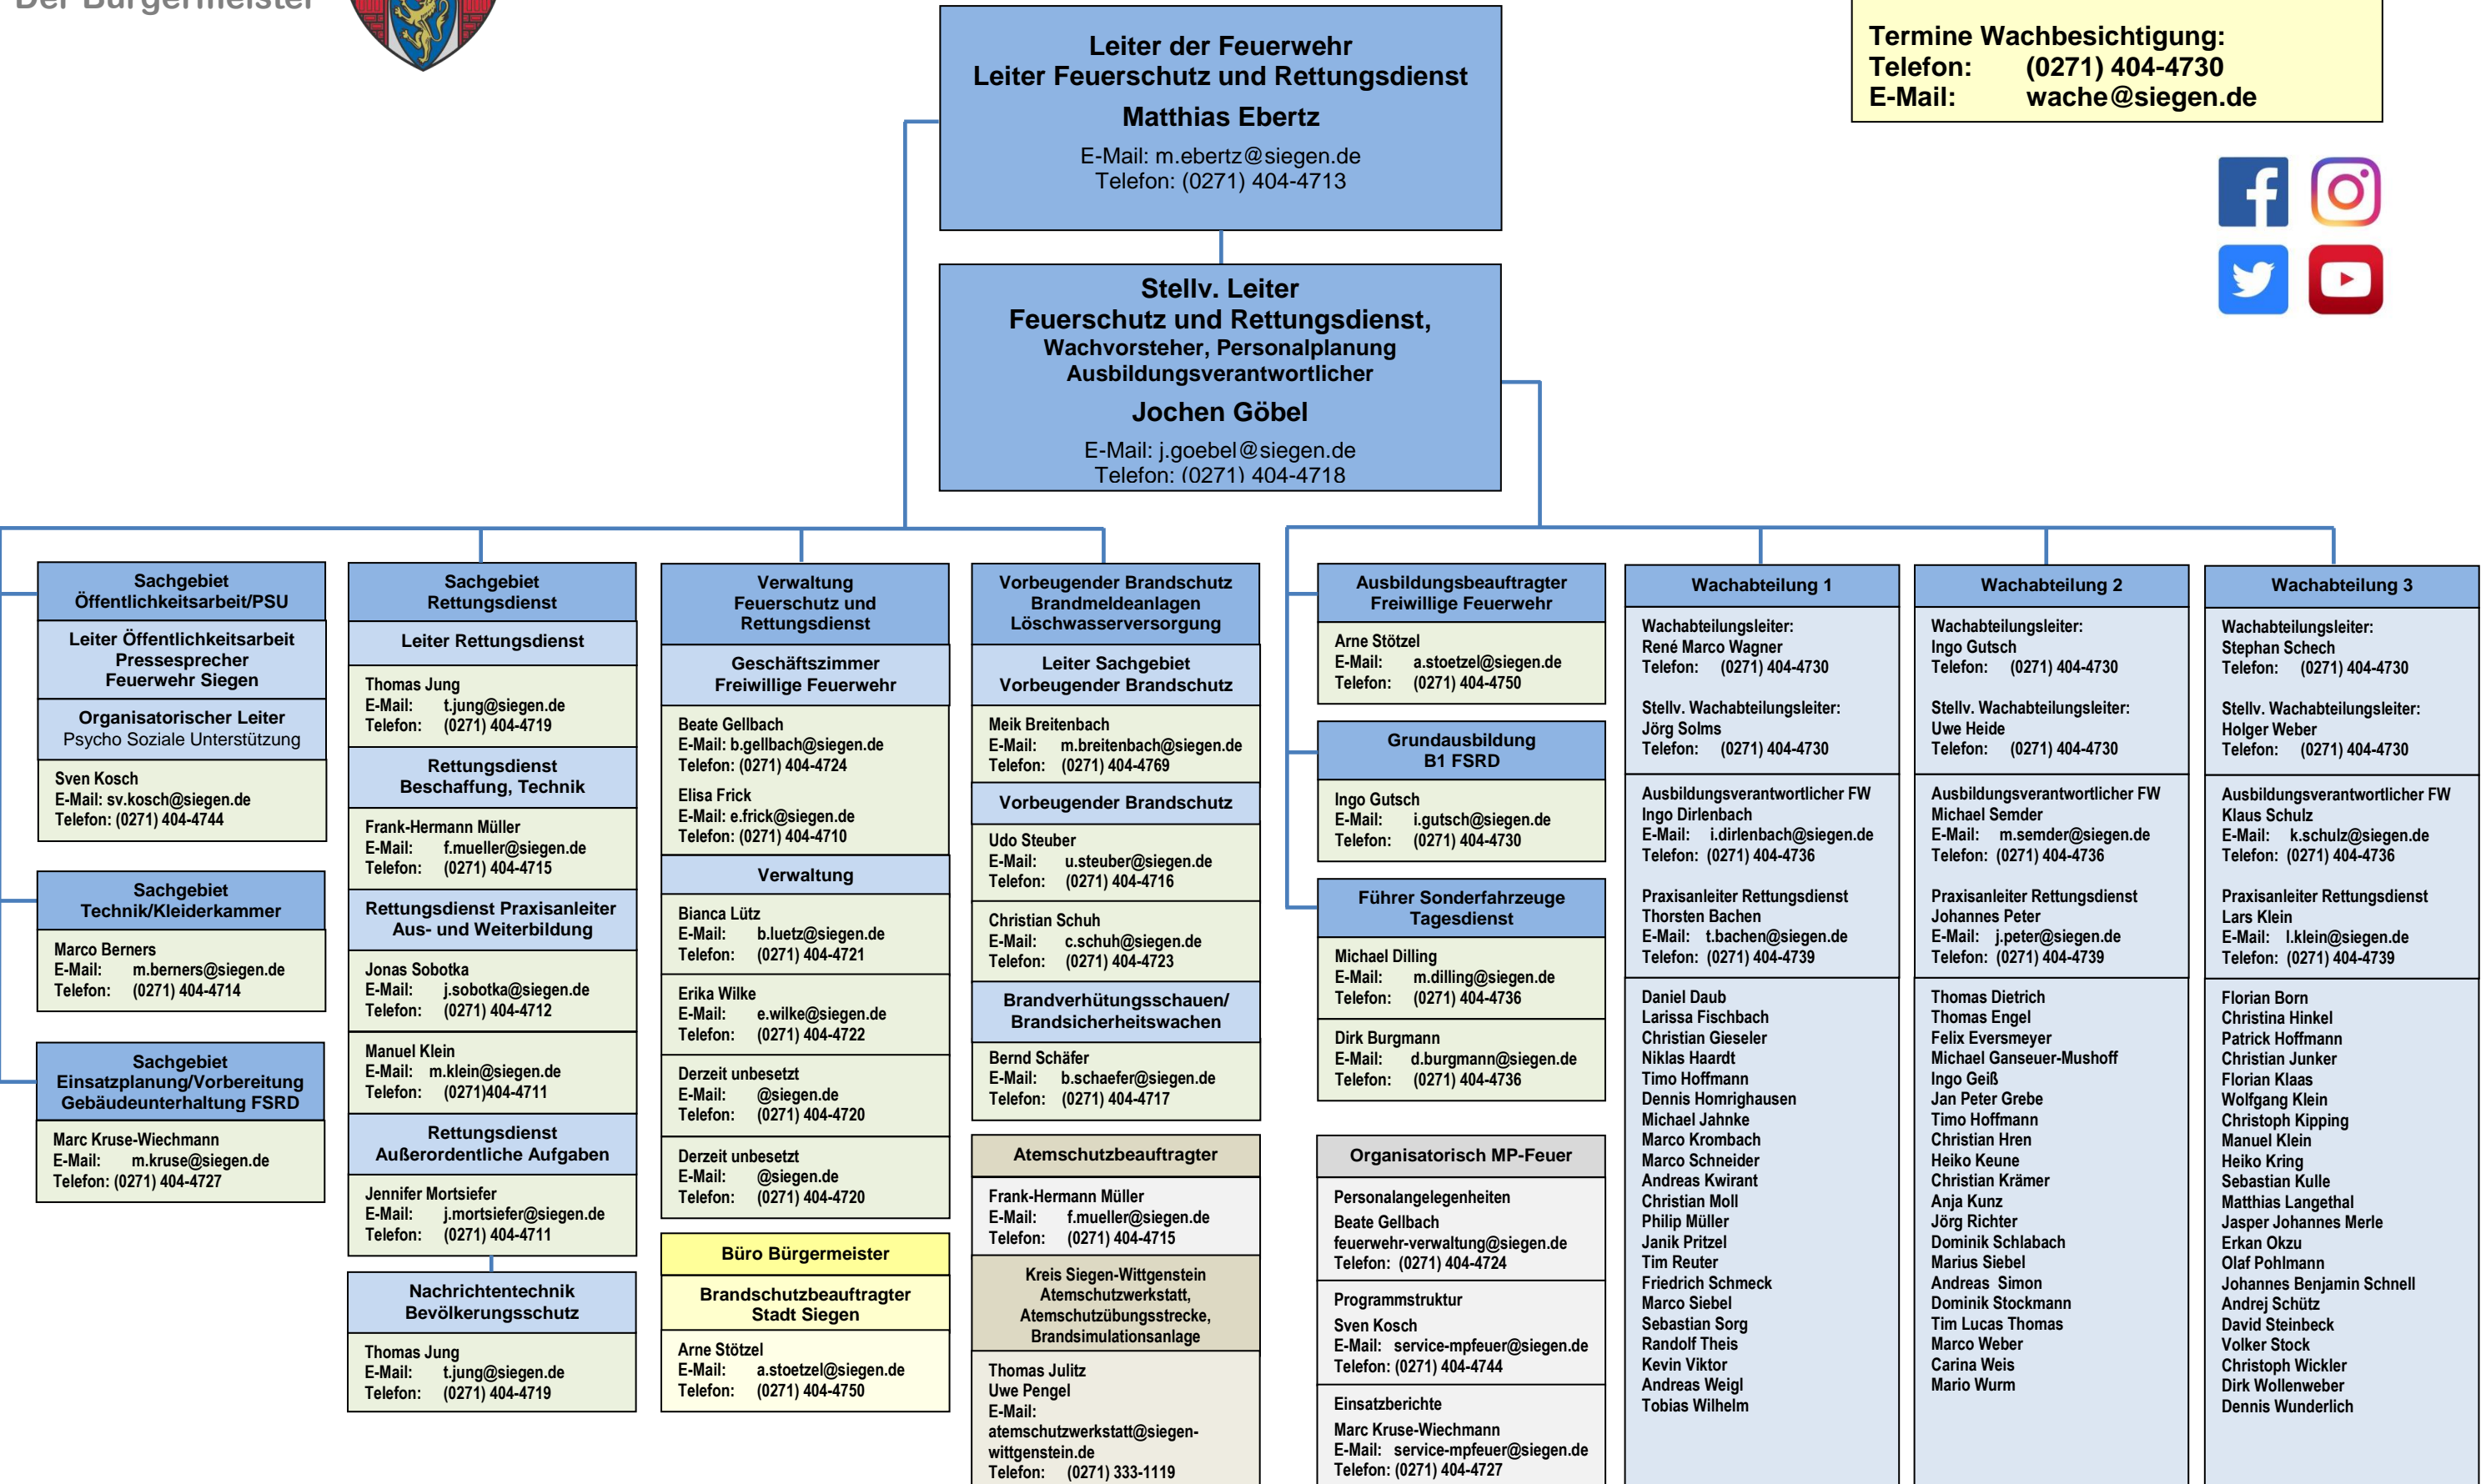 Der Bürgermeister
Leiter der Feuerwehr
Leiter Feuerschutz und Rettungsdienst
Matthias Ebertz
E-Mail: m.ebertz@siegen.de
Telefon: (0271) 404-4713
Termine Wachbesichtigung:
Telefon: (0271) 404-4730
E-Mail: wache@siegen.de
Stellv. Leiter
Feuerschutz und Rettungsdienst,
Wachvorsteher, Personalplanung
Ausbildungsverantwortlicher
Jochen Göbel
E-Mail: j.goebel@siegen.de
Telefon: (0271) 404-4718
Sachgebiet
Öffentlichkeitsarbeit/PSU
Leiter Öffentlichkeitsarbeit
Pressesprecher
Feuerwehr Siegen
Organisatorischer Leiter
Psycho Soziale Unterstützung
Sven Kosch
E-Mail: sv.kosch@siegen.de
Telefon: (0271) 404-4744
Sachgebiet
Technik/Kleiderkammer
Marco Berners
E-Mail: m.berners@siegen.de
Telefon: (0271) 404-4714
Sachgebiet
Einsatzplanung/Vorbereitung
Gebäudeunterhaltung FSRD
Marc Kruse-Wiechmann
E-Mail: m.kruse@siegen.de
Telefon: (0271) 404-4727
Sachgebiet
Rettungsdienst
Leiter Rettungsdienst
Thomas Jung
E-Mail: t.jung@siegen.de
Telefon: (0271) 404-4719
Rettungsdienst
Beschaffung, Technik
Frank-Hermann Müller
E-Mail: f.mueller@siegen.de
Telefon: (0271) 404-4715
Rettungsdienst Praxisanleiter
Aus- und Weiterbildung
Jonas Sobotka
E-Mail: j.sobotka@siegen.de
Telefon: (0271) 404-4712
Manuel Klein
E-Mail: m.klein@siegen.de
Telefon: (0271)404-4711
Rettungsdienst
Außerordentliche Aufgaben
Jennifer Mortsiefer
E-Mail: j.mortsiefer@siegen.de
Telefon: (0271) 404-4711
Nachrichtentechnik
Bevölkerungsschutz
Thomas Jung
E-Mail: t.jung@siegen.de
Telefon: (0271) 404-4719
Verwaltung
Feuerschutz und
Rettungsdienst
Geschäftszimmer
Freiwillige Feuerwehr
Beate Gellbach
E-Mail: b.gellbach@siegen.de
Telefon: (0271) 404-4724
Elisa Frick
E-Mail: e.frick@siegen.de
Telefon: (0271) 404-4710
Verwaltung
Bianca Lütz
E-Mail: b.luetz@siegen.de
Telefon: (0271) 404-4721
Erika Wilke
E-Mail: e.wilke@siegen.de
Telefon: (0271) 404-4722
Derzeit unbesetzt
E-Mail: @siegen.de
Telefon: (0271) 404-4720
Derzeit unbesetzt
E-Mail: @siegen.de
Telefon: (0271) 404-4720
Büro Bürgermeister
Brandschutzbeauftragter
Stadt Siegen
Arne Stötzel
E-Mail: a.stoetzel@siegen.de
Telefon: (0271) 404-4750
Vorbeugender Brandschutz
Brandmeldeanlagen
Löschwasserversorgung
Leiter Sachgebiet
Vorbeugender Brandschutz
Meik Breitenbach
E-Mail: m.breitenbach@siegen.de
Telefon: (0271) 404-4769
Vorbeugender Brandschutz
Udo Steuber
E-Mail: u.steuber@siegen.de
Telefon: (0271) 404-4716
Christian Schuh
E-Mail: c.schuh@siegen.de
Telefon: (0271) 404-4723
Brandverhütungsschauen/
Brandsicherheitswachen
Bernd Schäfer
E-Mail: b.schaefer@siegen.de
Telefon: (0271) 404-4717
Atemschutzbeauftragter
Frank-Hermann Müller
E-Mail: f.mueller@siegen.de
Telefon: (0271) 404-4715
Kreis Siegen-Wittgenstein
Atemschutzwerkstatt,
Atemschutzübungsstrecke,
Brandsimulationsanlage
Thomas Julitz
Uwe Pengel
E-Mail:
atemschutzwerkstatt@siegen-
wittgenstein.de
Telefon: (0271) 333-1119
Ausbildungsbeauftragter
Freiwillige Feuerwehr
Arne Stötzel
E-Mail: a.stoetzel@siegen.de
Telefon: (0271) 404-4750
Grundausbildung
B1 FSRD
Ingo Gutsch
E-Mail: i.gutsch@siegen.de
Telefon: (0271) 404-4730
Führer Sonderfahrzeuge
Tagesdienst
Michael Dilling
E-Mail: m.dilling@siegen.de
Telefon: (0271) 404-4736
Dirk Burgmann
E-Mail: d.burgmann@siegen.de
Telefon: (0271) 404-4736
Organisatorisch MP-Feuer
Personalangelegenheiten
Beate Gellbach
feuerwehr-verwaltung@siegen.de
Telefon: (0271) 404-4724
Programmstruktur
Sven Kosch
E-Mail: service-mpfeuer@siegen.de
Telefon: (0271) 404-4744
Einsatzberichte
Marc Kruse-Wiechmann
E-Mail: service-mpfeuer@siegen.de
Telefon: (0271) 404-4727
Wachabteilung 1
Wachabteilungsleiter:
René Marco Wagner
Telefon: (0271) 404-4730
Stellv. Wachabteilungsleiter:
Jörg Solms
Telefon: (0271) 404-4730
Ausbildungsverantwortlicher FW
Ingo Dirlenbach
E-Mail: i.dirlenbach@siegen.de
Telefon: (0271) 404-4736
Praxisanleiter Rettungsdienst
Thorsten Bachen
E-Mail: t.bachen@siegen.de
Telefon: (0271) 404-4739
Daniel Daub
Larissa Fischbach
Christian Gieseler
Niklas Haardt
Timo Hoffmann
Dennis Homrighausen
Michael Jahnke
Marco Krombach
Marco Schneider
Andreas Kwirant
Christian Moll
Philip Müller
Janik Pritzel
Tim Reuter
Friedrich Schmeck
Marco Siebel
Sebastian Sorg
Randolf Theis
Kevin Viktor
Andreas Weigl
Tobias Wilhelm
Wachabteilung 2
Wachabteilungsleiter:
Ingo Gutsch
Telefon: (0271) 404-4730
Stellv. Wachabteilungsleiter:
Uwe Heide
Telefon: (0271) 404-4730
Ausbildungsverantwortlicher FW
Michael Semder
E-Mail: m.semder@siegen.de
Telefon: (0271) 404-4736
Praxisanleiter Rettungsdienst
Johannes Peter
E-Mail: j.peter@siegen.de
Telefon: (0271) 404-4739
Thomas Dietrich
Thomas Engel
Felix Eversmeyer
Michael Ganseuer-Mushoff
Ingo Geiß
Jan Peter Grebe
Timo Hoffmann
Christian Hren
Heiko Keune
Christian Krämer
Anja Kunz
Jörg Richter
Dominik Schlabach
Marius Siebel
Andreas Simon
Dominik Stockmann
Tim Lucas Thomas
Marco Weber
Carina Weis
Mario Wurm
Wachabteilung 3
Wachabteilungsleiter:
Stephan Schech
Telefon: (0271) 404-4730
Stellv. Wachabteilungsleiter:
Holger Weber
Telefon: (0271) 404-4730
Ausbildungsverantwortlicher FW
Klaus Schulz
E-Mail: k.schulz@siegen.de
Telefon: (0271) 404-4736
Praxisanleiter Rettungsdienst
Lars Klein
E-Mail: l.klein@siegen.de
Telefon: (0271) 404-4739
Florian Born
Christina Hinkel
Patrick Hoffmann
Christian Junker
Florian Klaas
Wolfgang Klein
Christoph Kipping
Manuel Klein
Heiko Kring
Sebastian Kulle
Matthias Langethal
Jasper Johannes Merle
Erkan Okzu
Olaf Pohlmann
Johannes Benjamin Schnell
Andrej Schütz
David Steinbeck
Volker Stock
Christoph Wickler
Dirk Wollenweber
Dennis Wunderlich